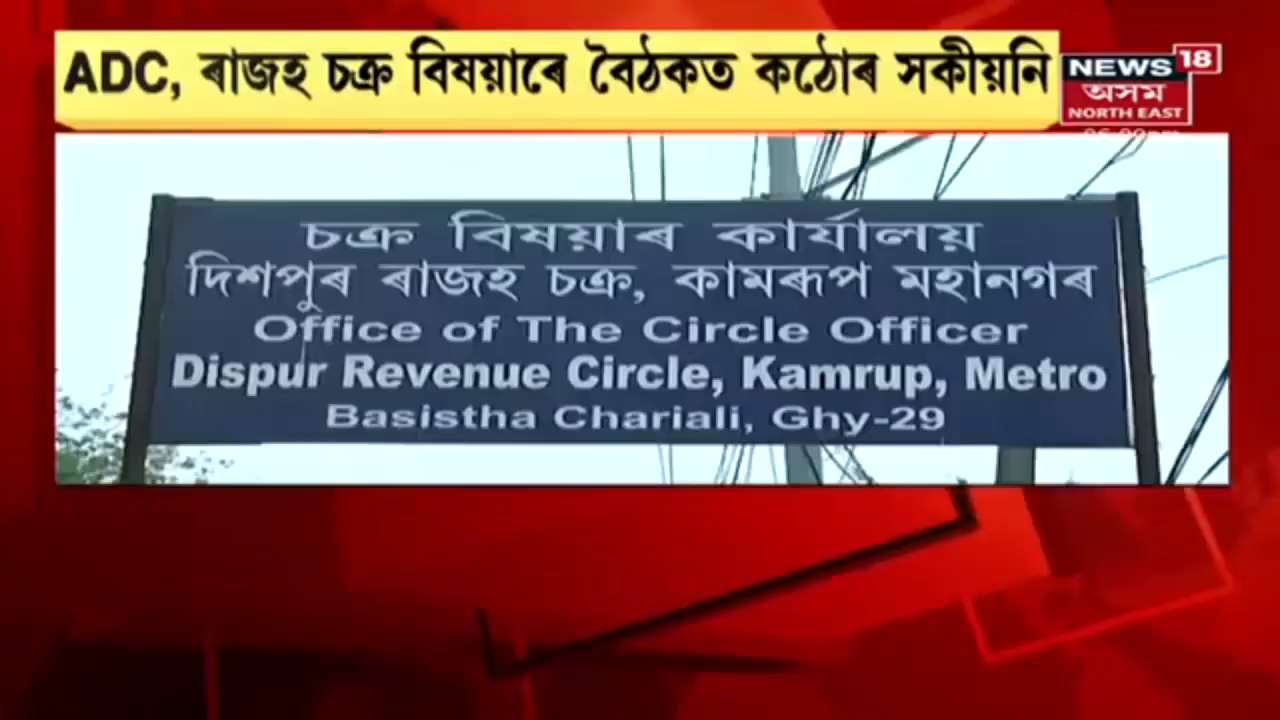 ADC, ৰাজহ চক্ৰ বিষয়াৰে বৈঠকত কঠোৰ সকীয়নি
NEWS 18
অসম
NORTH EAST
চক্ৰ বিষয়াৰ কাৰ্যালয়
দিশপুৰ ৰাজহ চক্ৰ, কামৰূপ মহানগৰ
Office of The Circle Officer
Dispur Revenue Circle, Kamrup, Metro
Basistha Chariali, Ghy-29